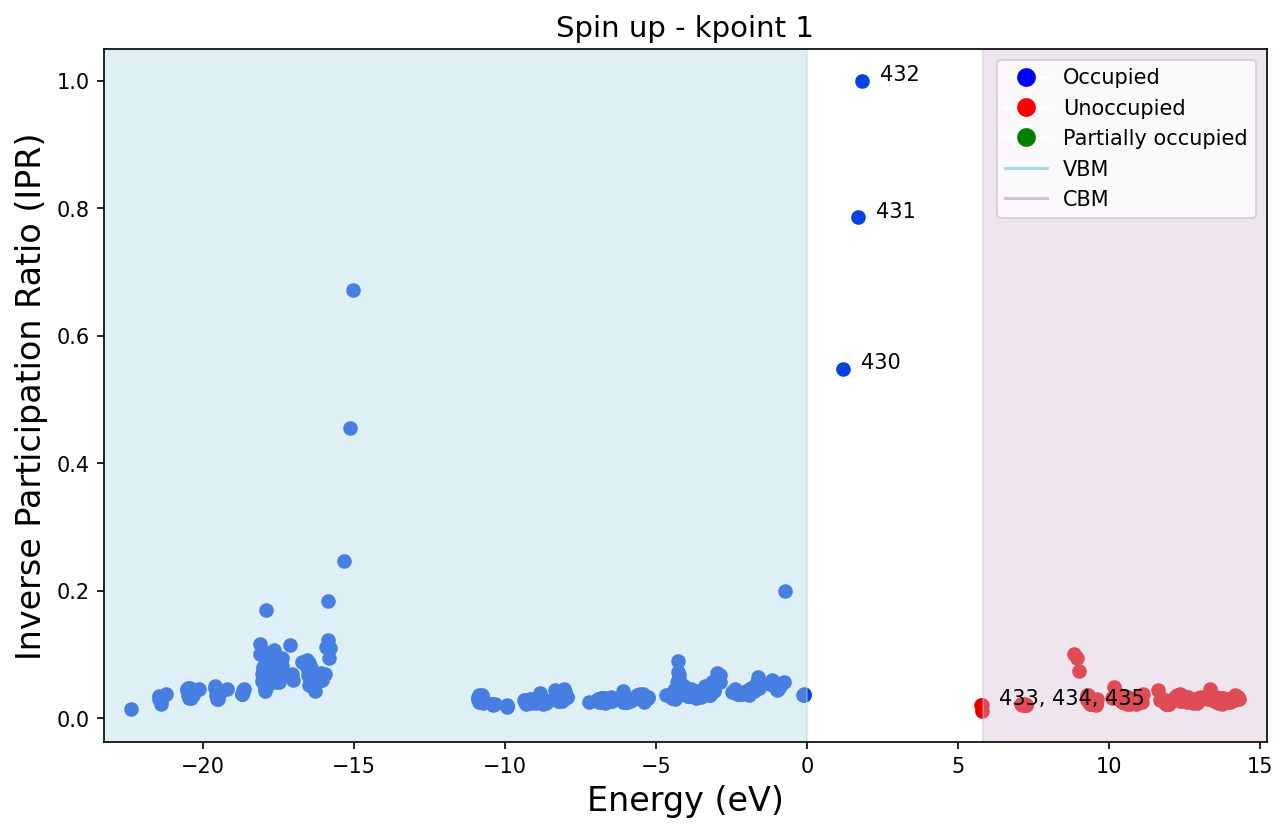 Spin up - kpoint 1
Inverse Participation Ratio (IPR)
1.0
0.8
0.6
0.4
0.2
0.0
432
431
430
433, 434, 435
Occupied
Unoccupied
Partially occupied
VBM
CBM
−20
−15
−10
−5
0
5
10
15
Energy (eV)